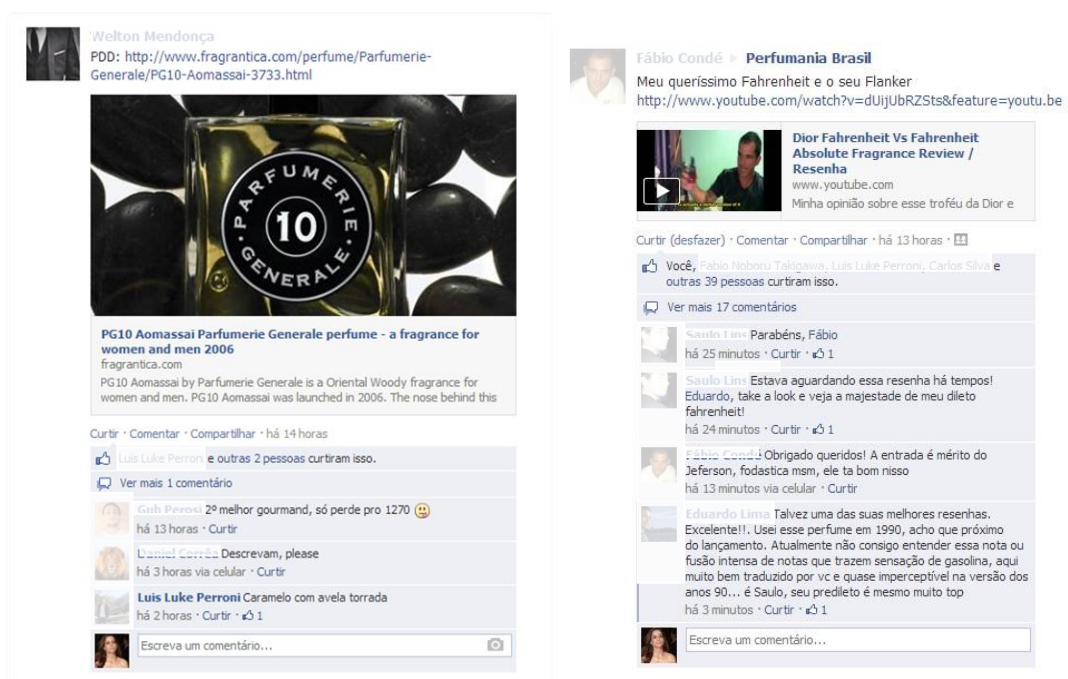 Welton Mendonça
PDD: http://www.fragrantica.com/perfume/Parfumerie-
Generale/PG10-Aomassai-3733.html
PARFUMERIE
10
GENERALE
PG10 Aomassai Parfumerie Generale perfume - a fragrance for
women and men 2006
fragrantica.com
PG10 Aomassai by Parfumerie Generale is a Oriental Woody fragrance for
women and men. PG10 Aomassai was launched in 2006. The nose behind this
Curtir · Comentar · Compartilhar · há 14 horas
Luis Luke Perroni e outras 2 pessoas curtiram isso.
Ver mais 1 comentário
Guh Perosi 2º melhor gourmand, só perde pro 1270
há 13 horas · Curtir
Daniel Corrêa Descrevam, please
há 3 horas via celular · Curtir
Luis Luke Perroni Caramelo com avela torrada
há 2 horas · Curtir · 1
Escreva um comentário...
Fábio Condé Perfumania Brasil
Meu queríssimo Fahrenheit e o seu Flanker
http://www.youtube.com/watch?v=dUijUbRZSts&feature=youtu.be
Dior Fahrenheit Vs Fahrenheit
Absolute Fragrance Review /
Resenha
www.youtube.com
Minha opinião sobre esse troféu da Dior e
Curtir (desfazer) · Comentar · Compartilhar · há 13 horas ·
Você, Fabio Noboru Takigawa, Luis Luke Perroni, Carlos Silva e
outras 39 pessoas curtiram isso.
Ver mais 17 comentários
Saulo Lins Parabéns, Fábio
há 25 minutos · Curtir · 1
Saulo Lins Estava aguardando essa resenha há tempos!
Eduardo, take a look e veja a majestade de meu dileto
fahrenheit!
há 24 minutos · Curtir · 1
Fábio Condé Obrigado queridos! A entrada é mérito do
Jeferson, fodastica msm, ele ta bom nisso
há 13 minutos via celular · Curtir
Eduardo Lima Talvez uma das suas melhores resenhas.
Excelente!!. Usei esse perfume em 1990, acho que próximo
do lançamento. Atualmente não consigo entender essa nota ou
fusão intensa de notas que trazem sensação de gasolina, aqui
muito bem traduzido por vc e quase imperceptível na versão dos
anos 90... é Saulo, seu predileto é mesmo muito top
há 3 minutos · Curtir · 1
Escreva um comentário...